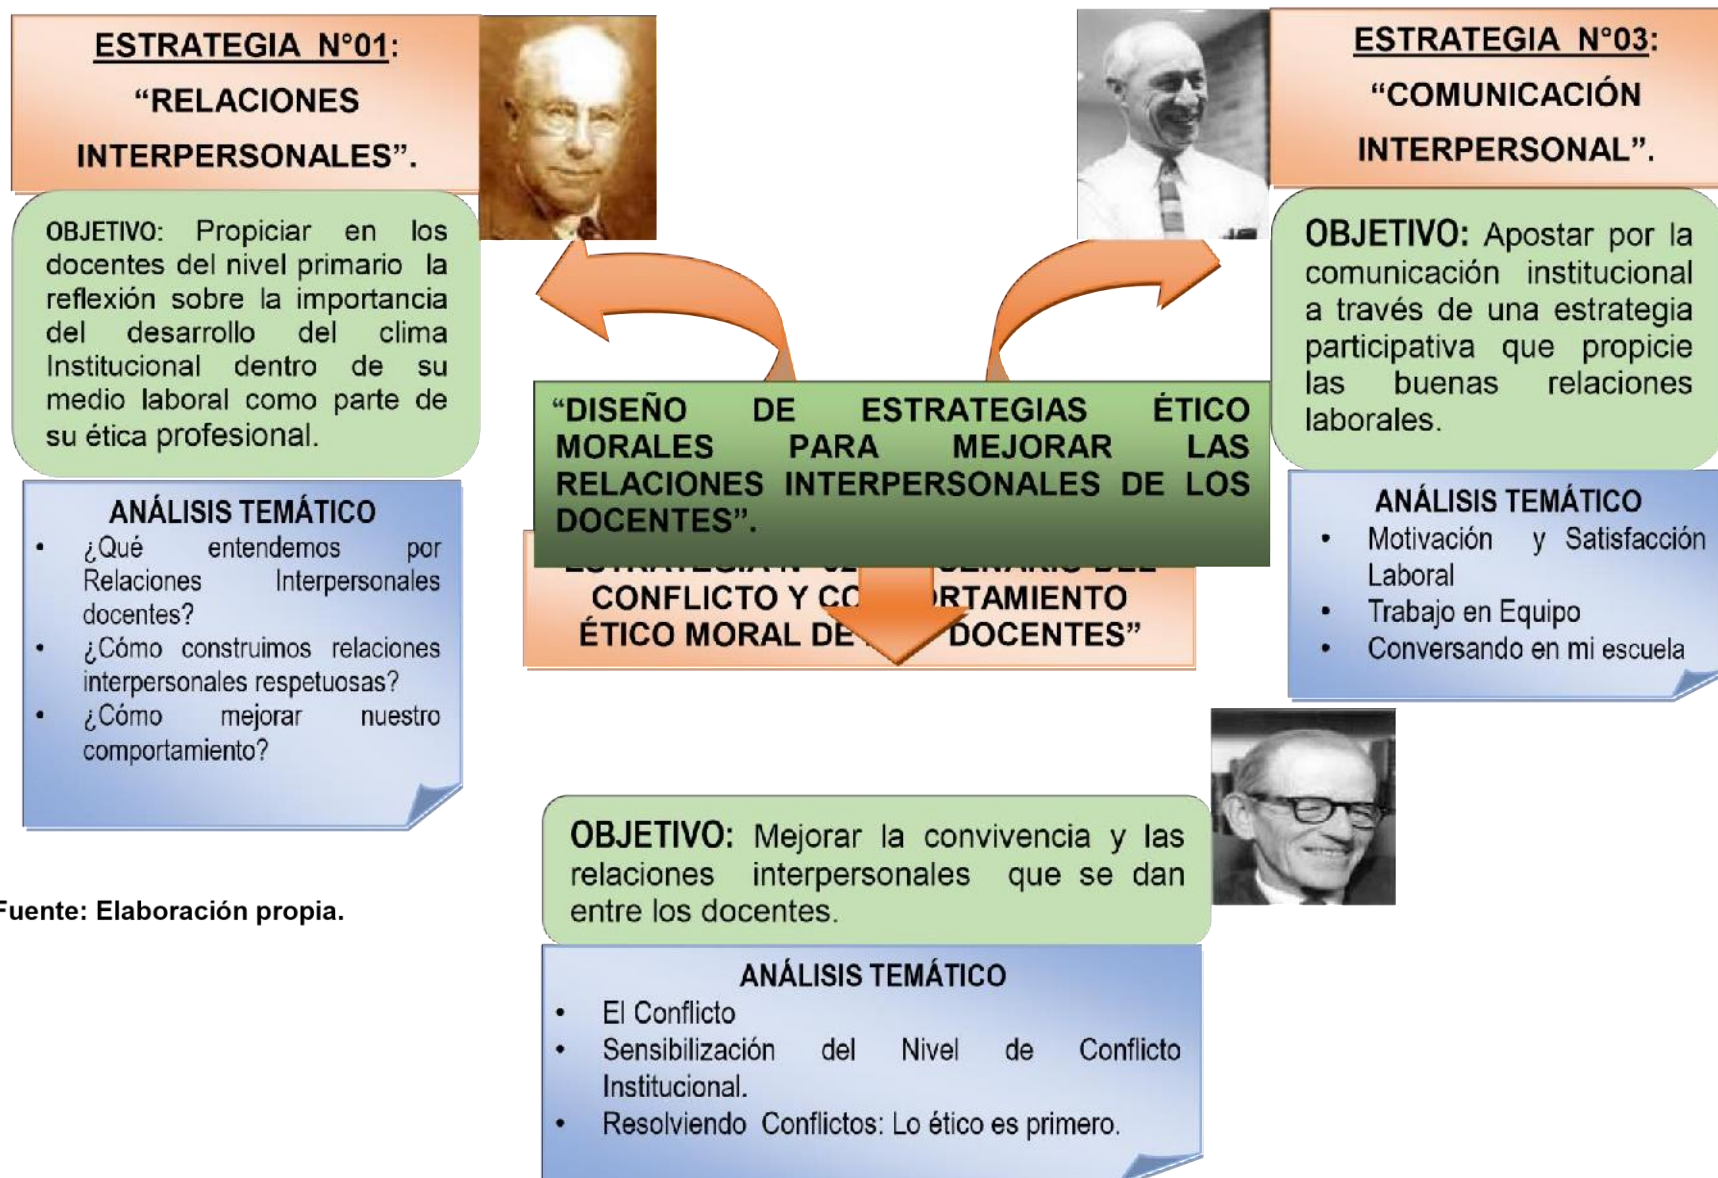 ESTRATEGIA N°01:
“RELACIONES
INTERPERSONALES”.
OBJETIVO: Propiciar en los
docentes del nivel primario la
reflexión sobre la importancia
del desarrollo del clima
Institucional dentro de su
medio laboral como parte de
su ética profesional.
ANÁLISIS TEMÁTICO
• ¿Qué entendemos por
Relaciones Interpersonales
docentes?
• ¿Cómo construimos relaciones
interpersonales respetuosas?
• ¿Cómo mejorar nuestro
comportamiento?
“DISEÑO DE ESTRATEGIAS ÉTICO
MORALES PARA MEJORAR LAS
RELACIONES INTERPERSONALES DE LOS
DOCENTES”.
ESTRATEGIA N° DEL
CONFLICTO Y
ÉTICO MORAL DE DOCENTES”
OBJETIVO: Mejorar la convivencia y las
relaciones interpersonales que se dan
entre los docentes.
ANÁLISIS TEMÁTICO
• El Conflicto
• Sensibilización del Nivel de Conflicto
Institucional.
• Resolviendo Conflictos: Lo ético es primero.
ESTRATEGIA N°03:
“COMUNICACIÓN
INTERPERSONAL”.
OBJETIVO: Apostar por la
comunicación institucional
a través de una estrategia
participativa que propicie
las buenas relaciones
laborales.
ANÁLISIS TEMÁTICO
• Motivación y Satisfacción
Laboral
• Trabajo en Equipo
• Conversando en mi escuela
Fuente: Elaboración propia.